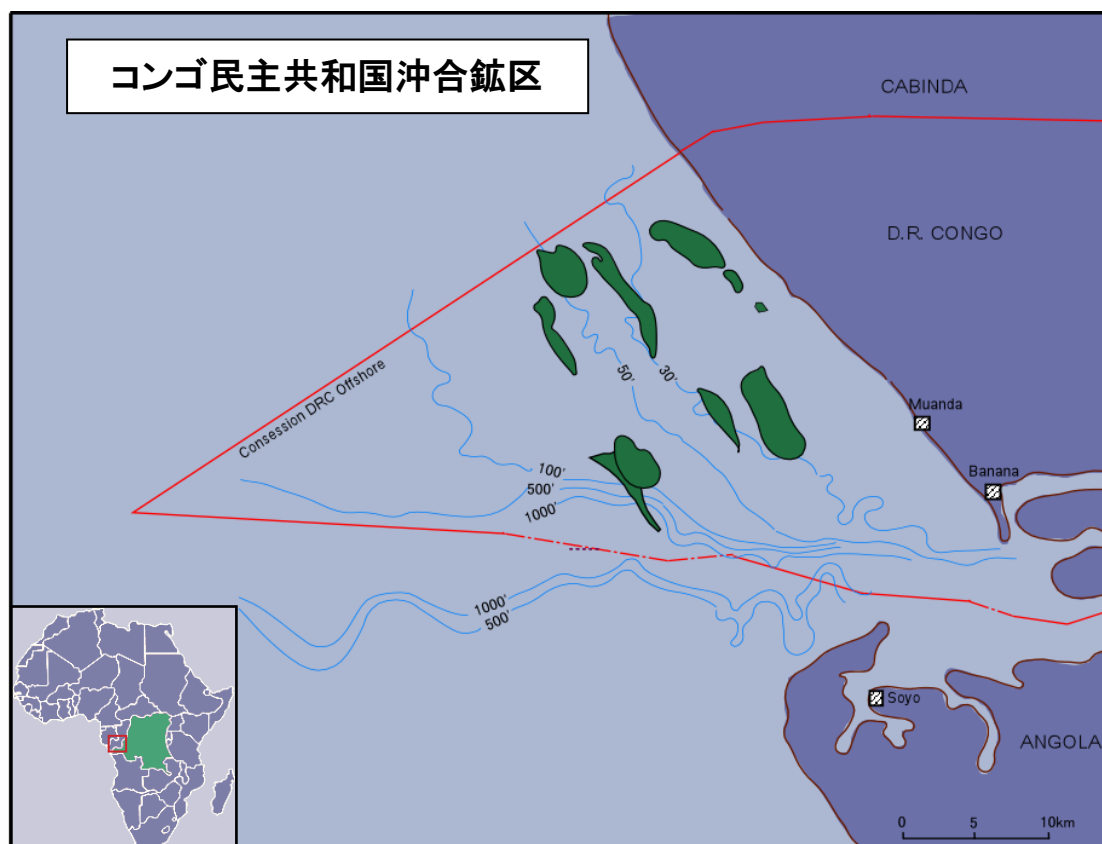 コンゴ民主共和国沖合鉱区
CABINDA
D.R. CONGO
Consession DRC Offshore
50'
30'
Muanda
Banana
100'
500'
1000'
1000'
500'
Soyo
ANGOLA
0 5 10km